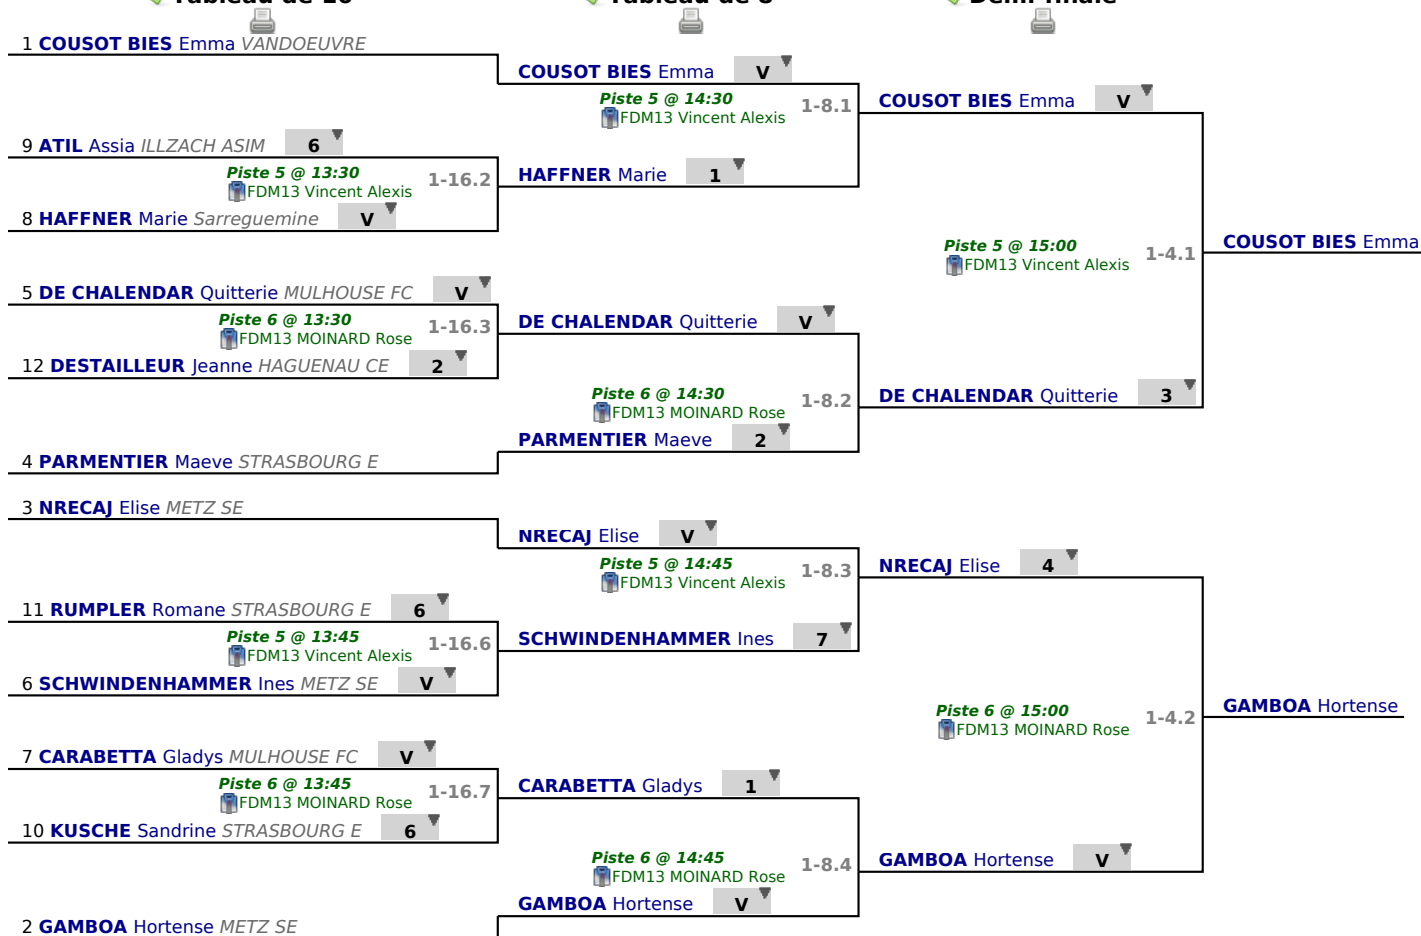 Tableau de 16
Tableau de 8
Demi-finale
1 COUSOT BIES Emma VANDOEUVRE
9 ATIL Assia ILLZACH ASIM 6
Piste 5 @ 13:30
FDM13 Vincent Alexis
1-16.2
8 HAFFNER Marie Sarreguemine V
5 DE CHALENDAR Quitterie MULHOUSE FC V
Piste 6 @ 13:30
FDM13 MOINARD Rose
1-16.3
12 DESTAILLEUR Jeanne HAGUENAU CE 2
4 PARMENTIER Maeve STRASBOURG E
3 NRECAJ Elise METZ SE
11 RUMPLER Romane STRASBOURG E 6
Piste 5 @ 13:45
FDM13 Vincent Alexis
1-16.6
6 SCHWINDENHAMMER Ines METZ SE V
7 CARABETTA Gladys MULHOUSE FC V
Piste 6 @ 13:45
FDM13 MOINARD Rose
1-16.7
10 KUSCHE Sandrine STRASBOURG E 6
2 GAMBOA Hortense METZ SE
COUSOT BIES Emma V
Piste 5 @ 14:30
FDM13 Vincent Alexis
1-8.1
HAFFNER Marie 1
DE CHALENDAR Quitterie V
Piste 6 @ 14:30
FDM13 MOINARD Rose
1-8.2
PARMENTIER Maeve 2
NRECAJ Elise V
Piste 5 @ 14:45
FDM13 Vincent Alexis
1-8.3
SCHWINDENHAMMER Ines 7
CARABETTA Gladys 1
Piste 6 @ 14:45
FDM13 MOINARD Rose
1-8.4
GAMBOA Hortense V
COUSOT BIES Emma V
Piste 5 @ 15:00
FDM13 Vincent Alexis
1-4.1
DE CHALENDAR Quitterie 3
NRECAJ Elise 4
Piste 6 @ 15:00
FDM13 MOINARD Rose
1-4.2
GAMBOA Hortense V
COUSOT BIES Emma
GAMBOA Hortense